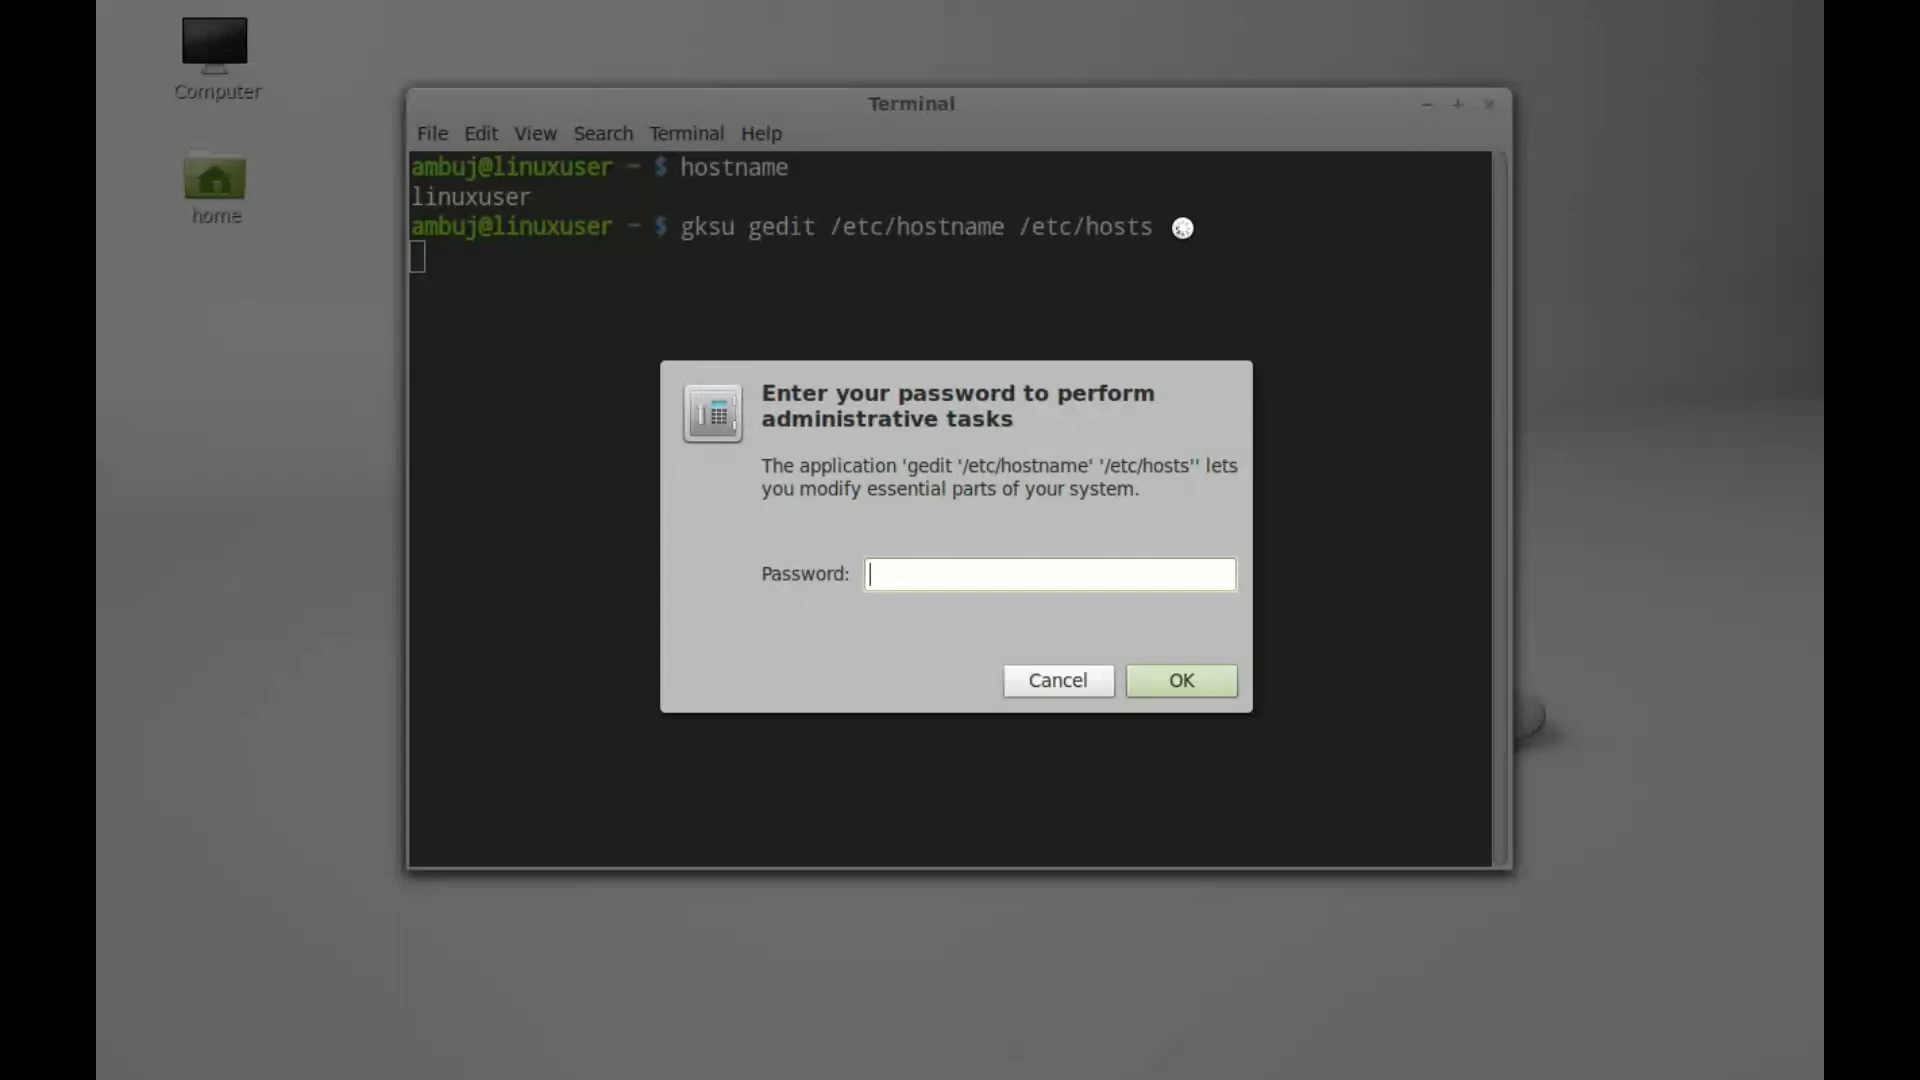 Computer
home
Terminal
File Edit View Search Terminal Help
ambuj@linuxuser ~ $ hostname
linuxuser
ambuj@linuxuser ~ $ gksu gedit /etc/hostname /etc/hosts
Enter your password to perform
administrative tasks
The application 'gedit '/etc/hostname' '/etc/hosts'' lets
you modify essential parts of your system.
Password:
Cancel OK